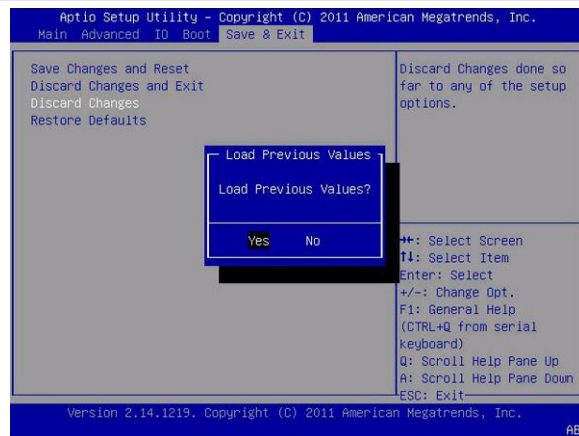 Aptio Setup Utility – Copyright (C) 2011 American Megatrends, Inc.
Main Advanced IO Boot Save & Exit
Save Changes and Reset
Discard Changes and Exit
Discard Changes
Restore Defaults
Discard Changes done so
far to any of the setup
options.
Load Previous Values
Load Previous Values?
Yes No
→←: Select Screen
↑↓: Select Item
Enter: Select
+/-: Change Opt.
F1: General Help
(CTRL+Q from serial
keyboard)
Q: Scroll Help Pane Up
A: Scroll Help Pane Down
ESC: Exit
Version 2.14.1219. Copyright (C) 2011 American Megatrends, Inc.
AB